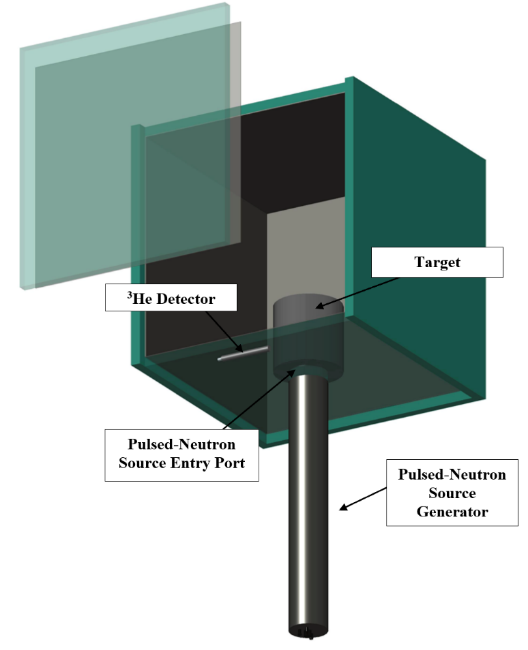 Target
³He Detector
Pulsed-Neutron
Source Entry Port
Pulsed-Neutron
Source
Generator